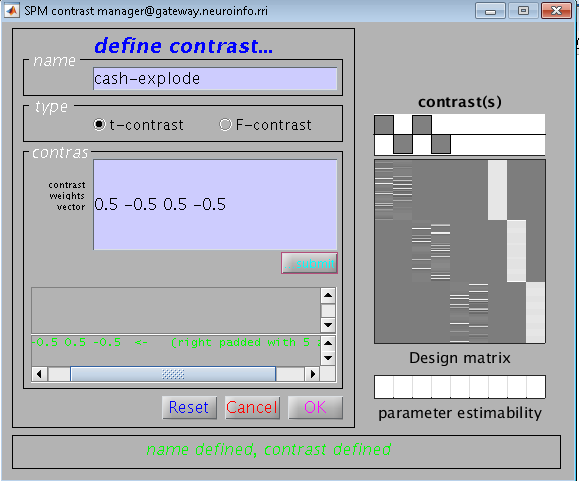 SPM contrast manager@gateway.neuroinfo.rri
define contrast...
name
cash-explode
type
t-contrast
F-contrast
contras
contrast
weights
vector
0.5 -0.5 0.5 -0.5
-0.5 0.5 -0.5 <- (right padded with 5
Reset
Cancel
OK
name defined, contrast defined
contrast(s)
Design matrix
parameter estimability